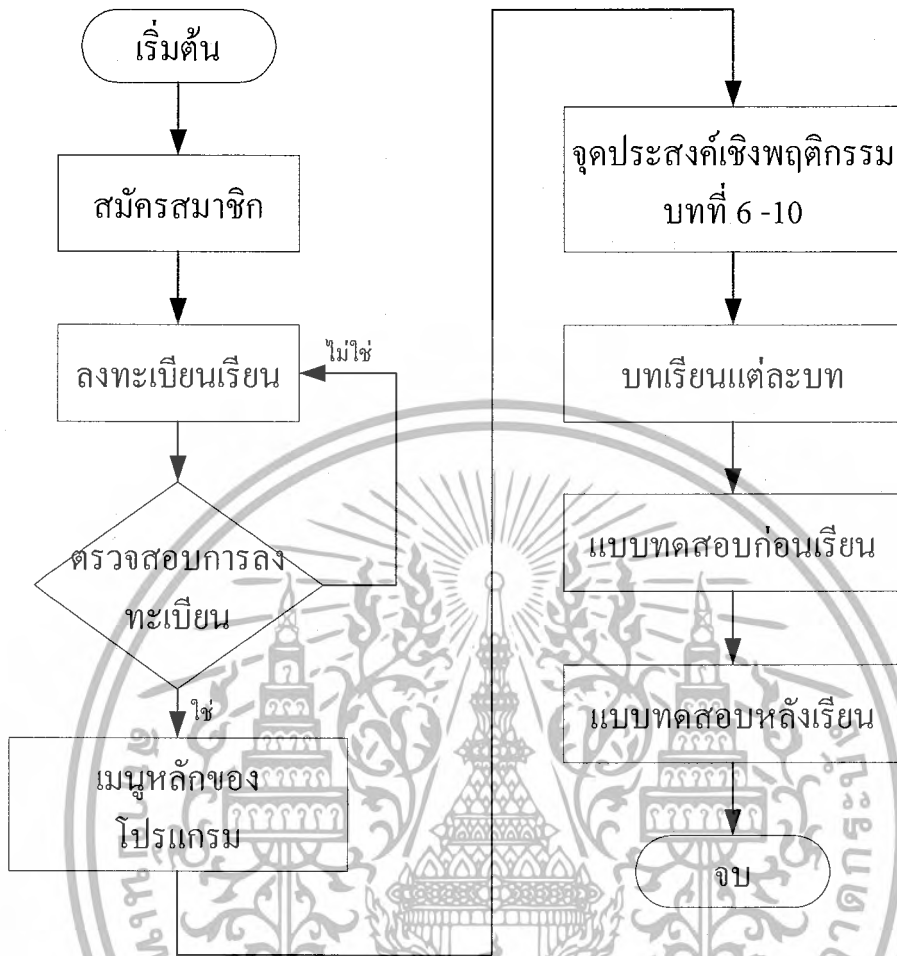 เริ่มต้น
สมัครสมาชิก
ลงทะเบียนเรียน
ไม่ใช่
ตรวจสอบการลง
ทะเบียน
ใช่
เมนูหลักของ
โปรแกรม
จุดประสงค์เชิงพฤติกรรม
บทที่ 6 -10
บทเรียนแต่ละบท
แบบทดสอบก่อนเรียน
แบบทดสอบหลังเรียน
จบ